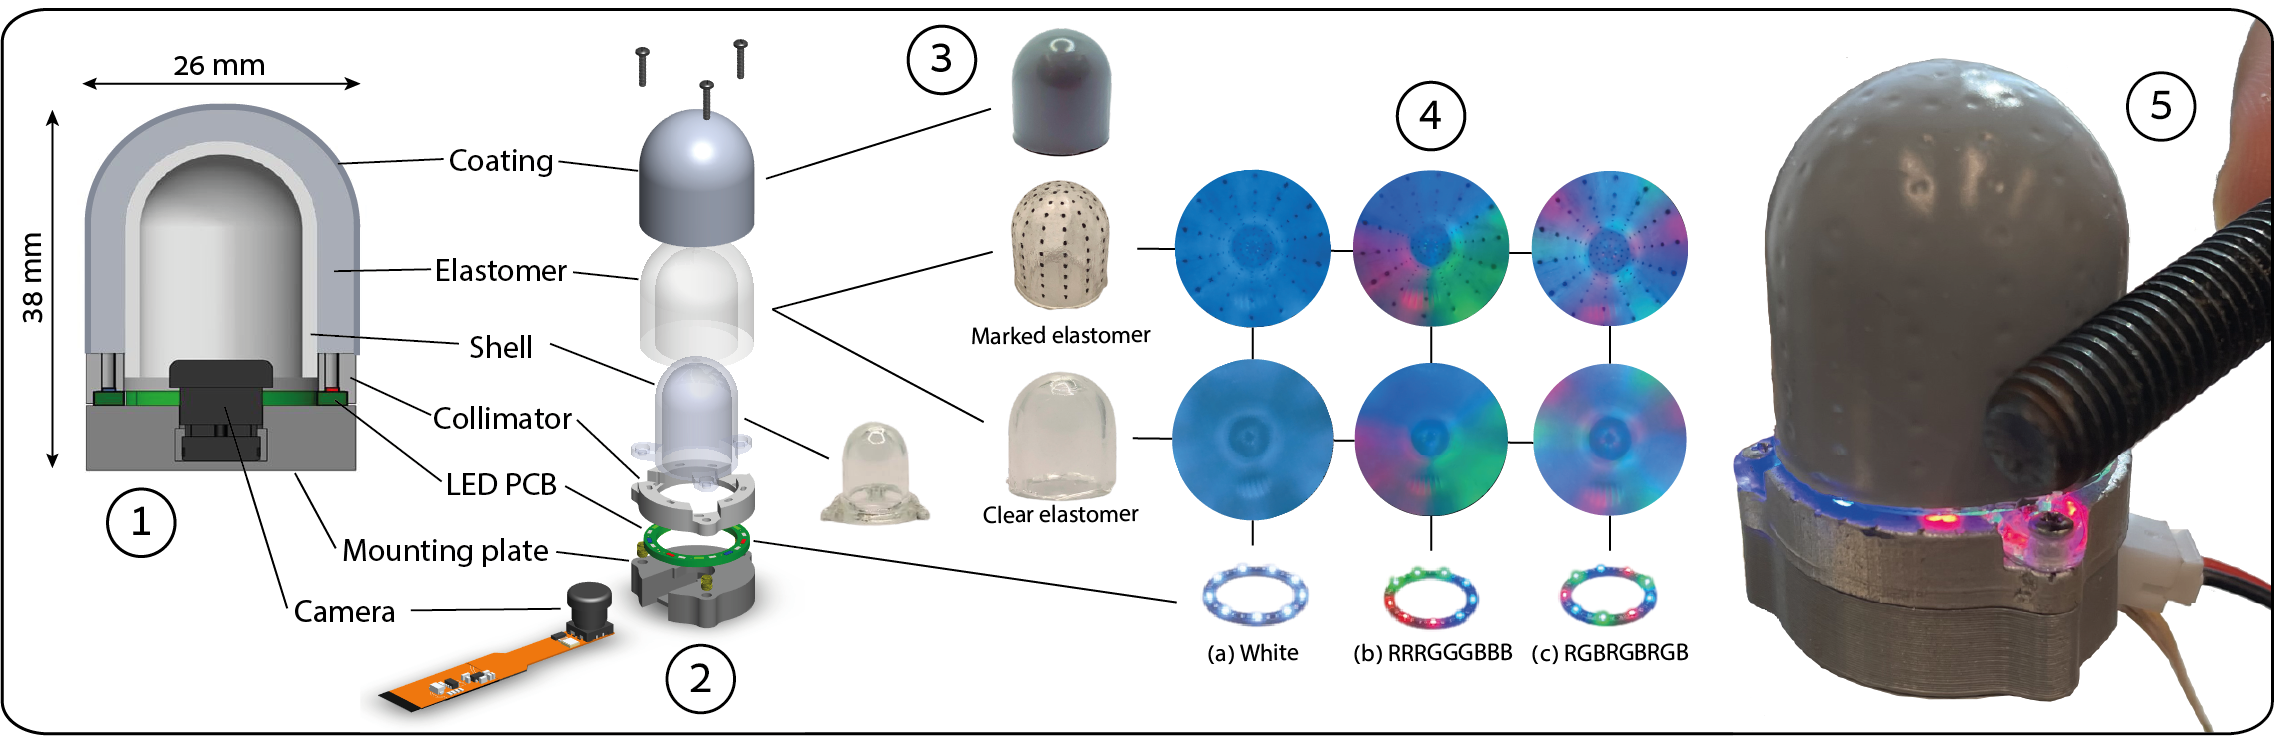 26 mm
38 mm
1
Coating
Elastomer
Shell
Collimator
LED PCB
Mounting plate
Camera
2
3
Marked elastomer
Clear elastomer
4
(a) White
(b) RRRGGGBBB
(c) RGBRGBRGB
5